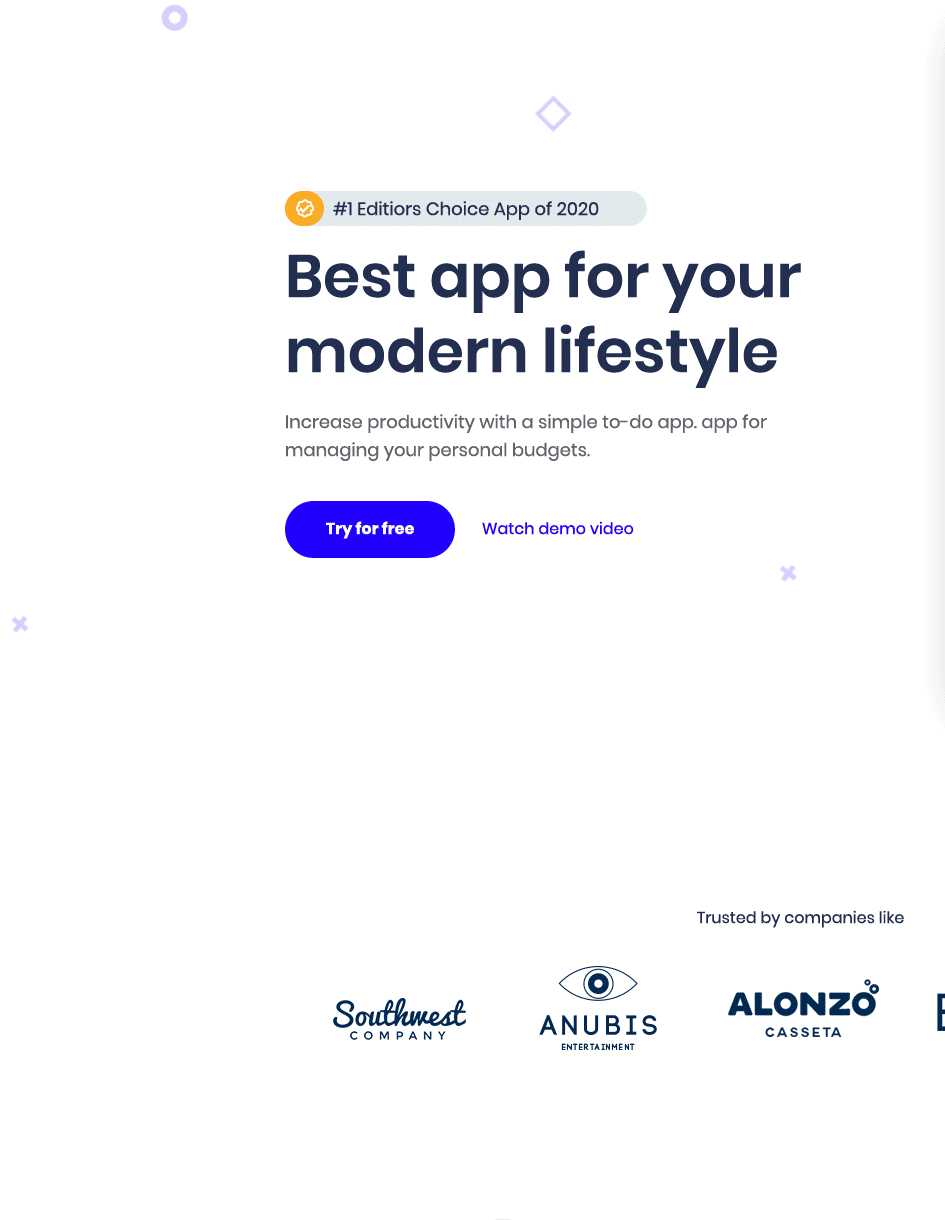 #1 Editiors Choice App of 2020
Best app for your
modern lifestyle
Increase productivity with a simple to-do app. app for
managing your personal budgets.
Try for free
Watch demo video
Trusted by companies like
Southwest
COMPANY
ANUBIS
ENTERTAINMENT
ALONZO
CASSETA